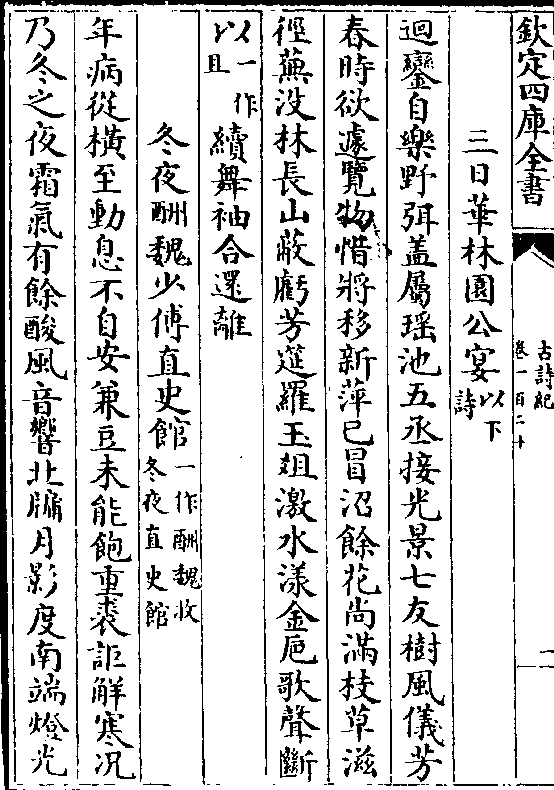 欽定四庫全書
古詩紀
卷一百二十
三日華林園公宴以下
詩
迴鑾自樂野弭盖屬瑶池五丞接光景七友樹風儀芳
春時欲遽覽物惜將移新萍已冒沼餘花尚滿枝草滋
徑蕪没林長山蔽虧芳筵羅玉俎激水漾金卮歌聲斷
以一作
且續舞袖合還離
冬夜酬魏少傅直史館一作酬魏收
冬夜直史館
年病從横至動息不自安兼豆未能飽重裘詎解寒况
乃冬之夜霜氣有餘酸風音響北牖月影度南端燈光